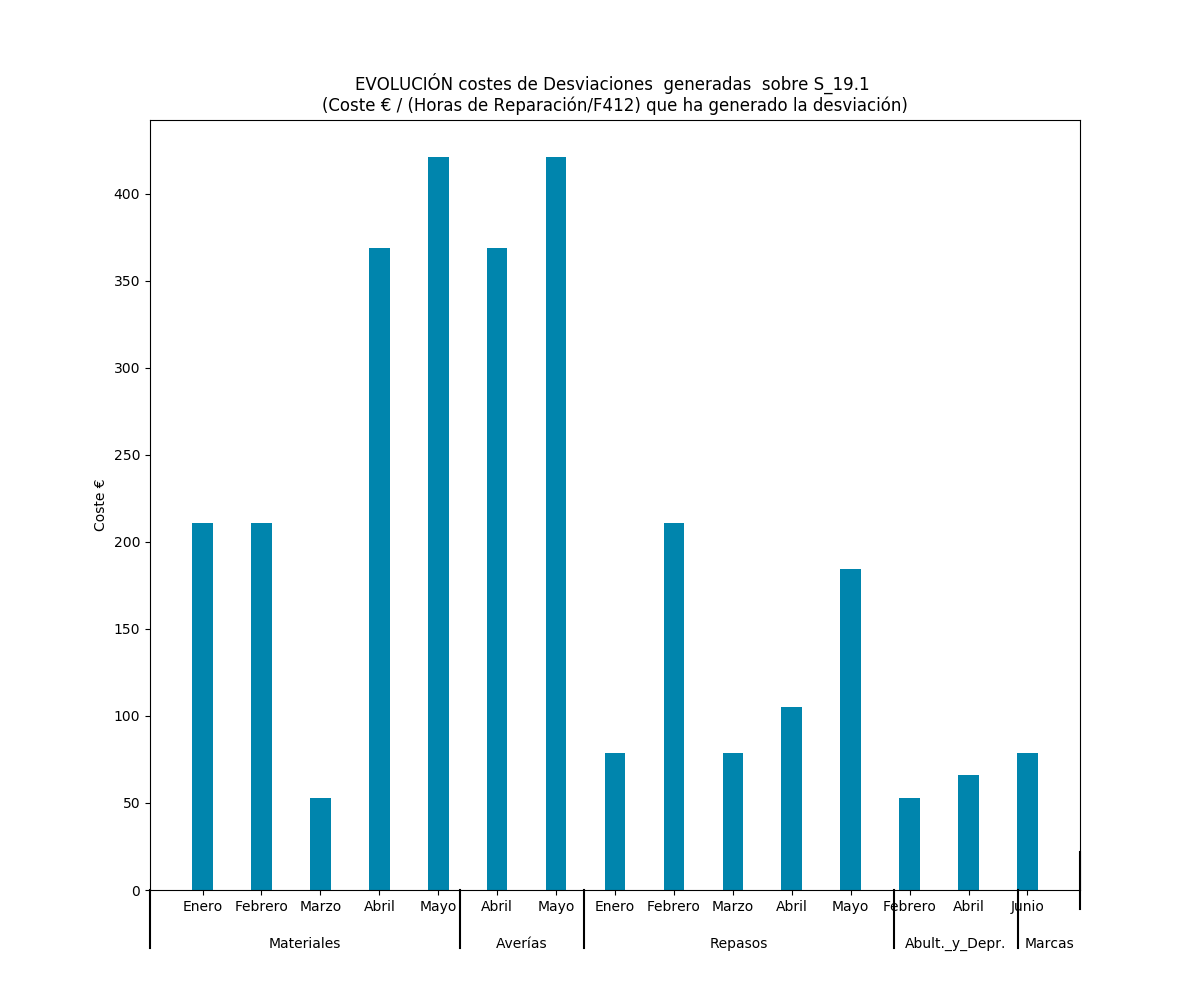 EVOLUCIÓN costes de Desviaciones  generadas  sobre S_19.1
(Coste € / (Horas de Reparación/F412) que ha generado la desviación)
Coste €
400
350
300
250
200
150
100
50
0
Enero Febrero Marzo Abril Mayo Abril Mayo Enero Febrero Marzo Abril Mayo Febrero Abril Junio
Materiales Averías Repasos Abult._y_Depr. Marcas